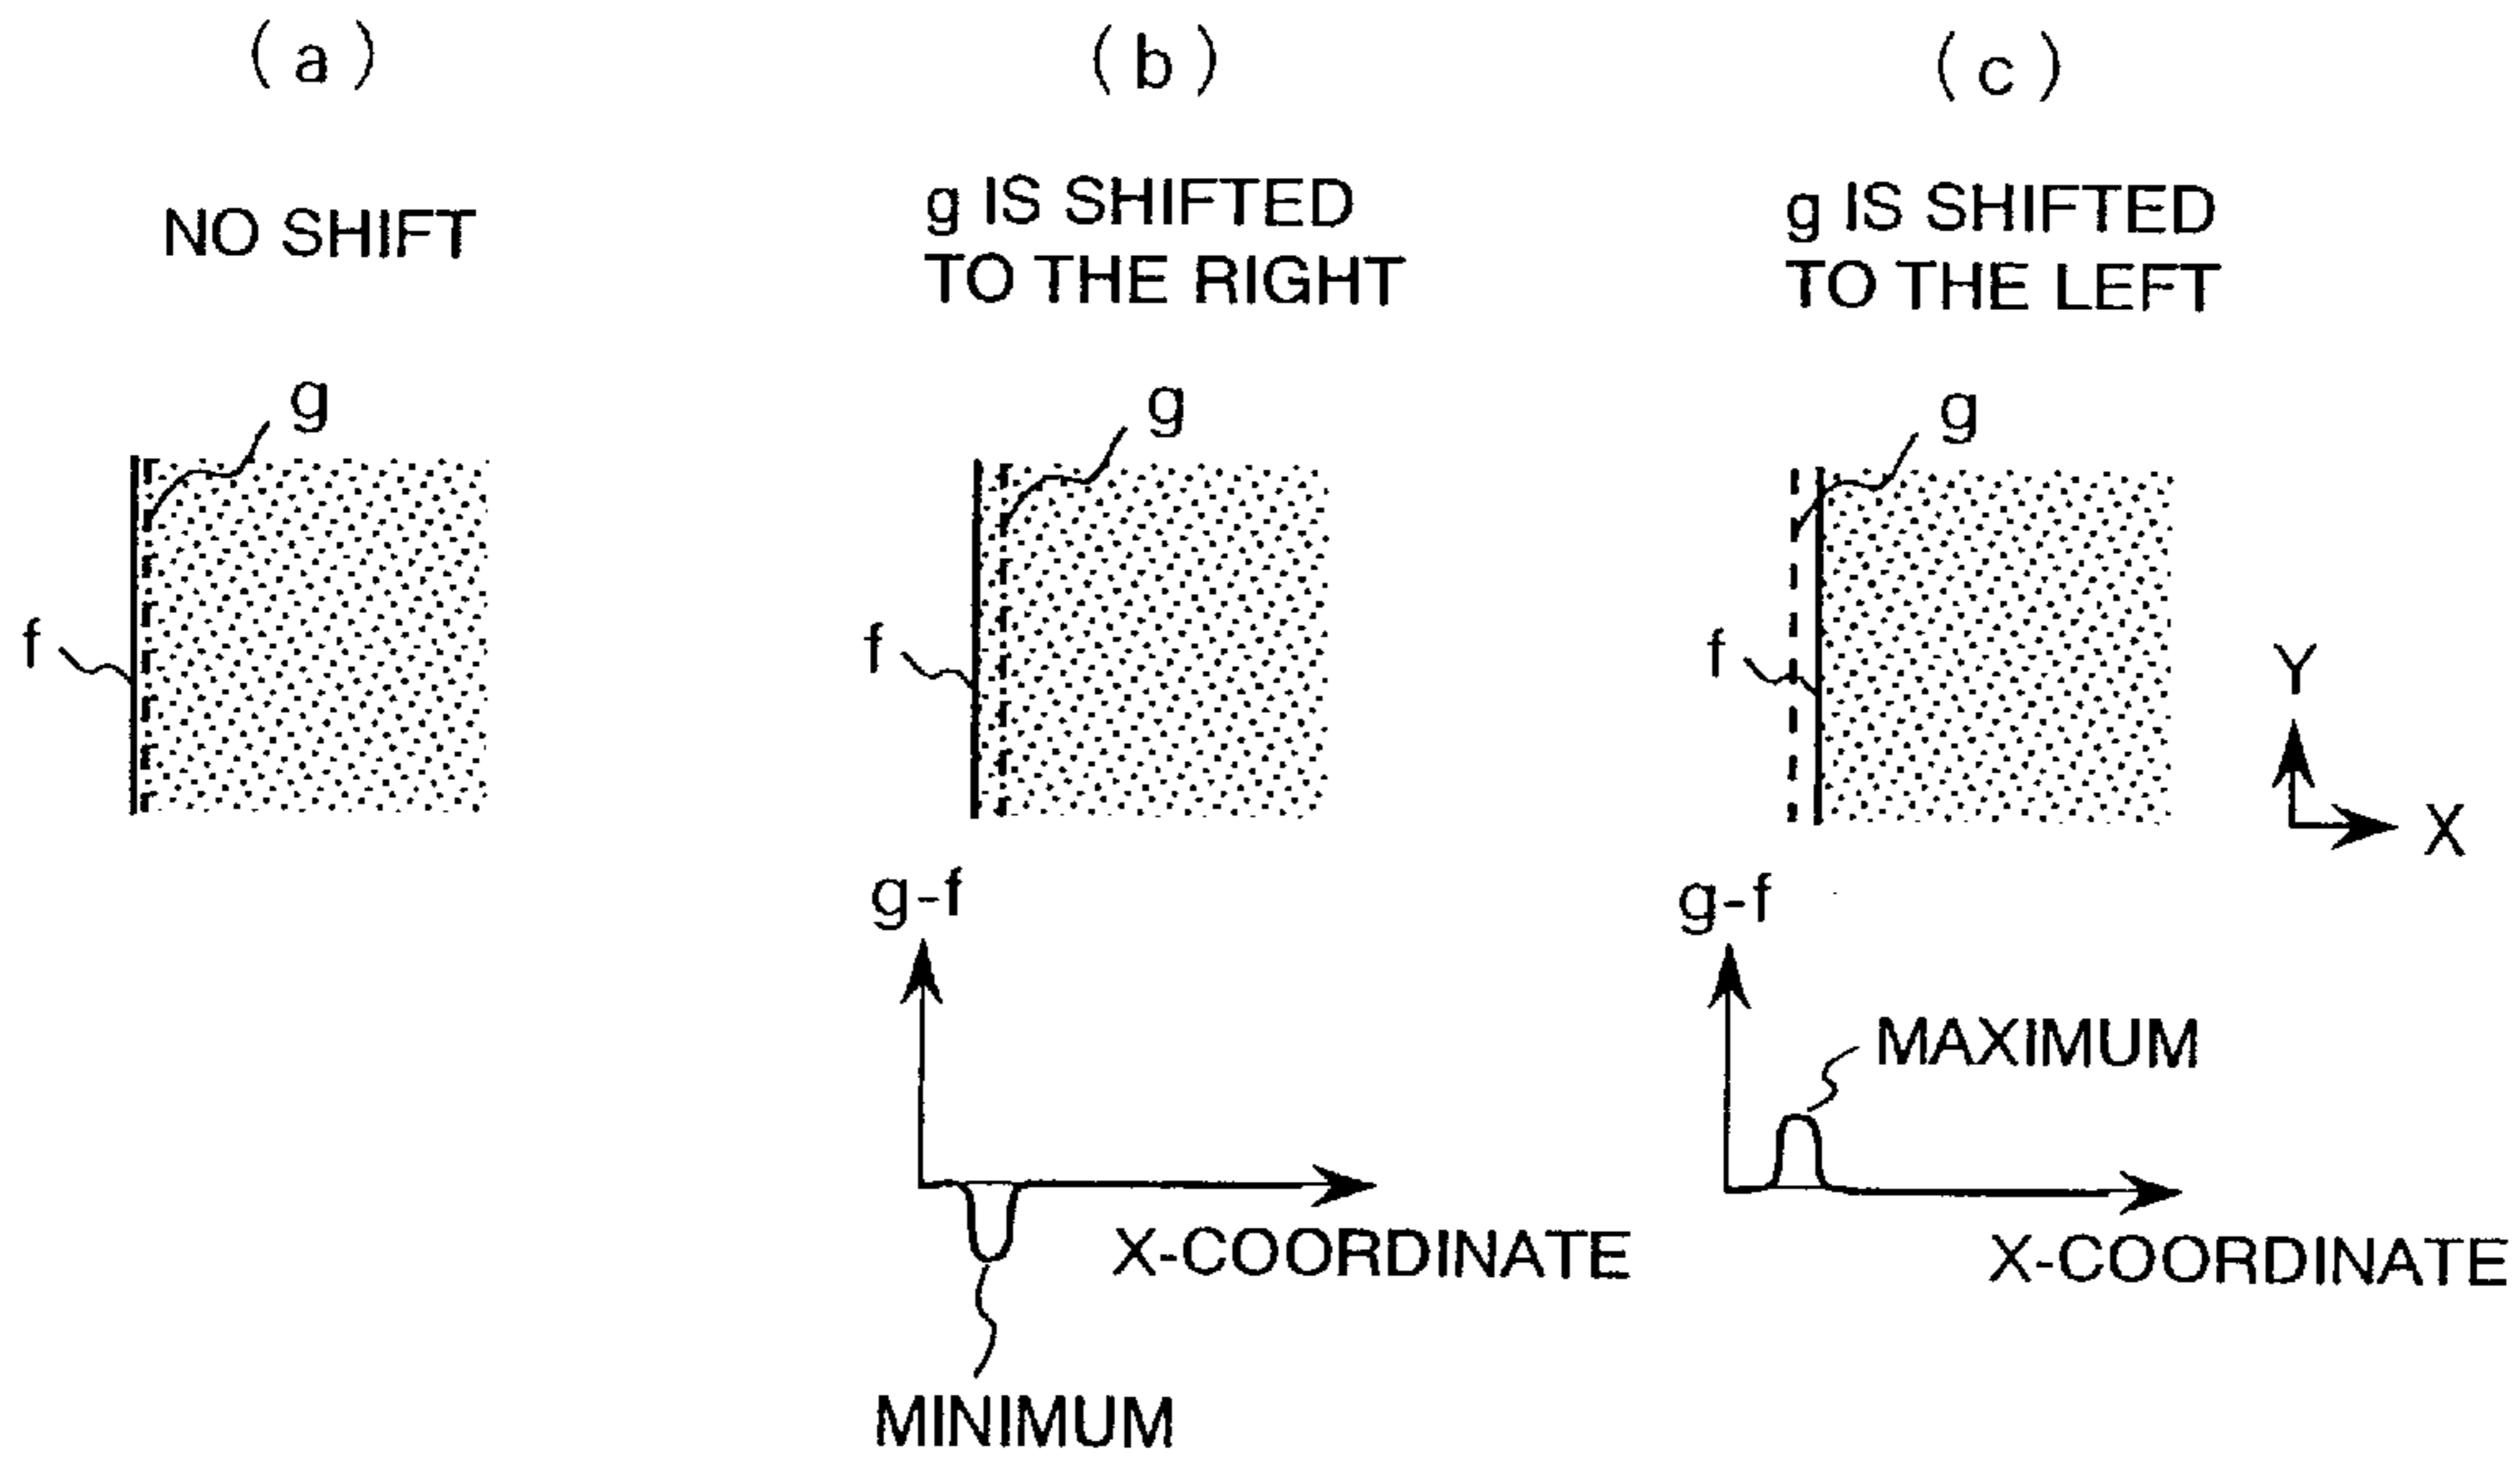 (a)
NO SHIFT
g
f
(b)
g IS SHIFTED
TO THE RIGHT
g
f
g-f
X-COORDINATE
MINIMUM
(c)
g IS SHIFTED
TO THE LEFT
g
f
Y
X
g-f
MAXIMUM
X-COORDINATE